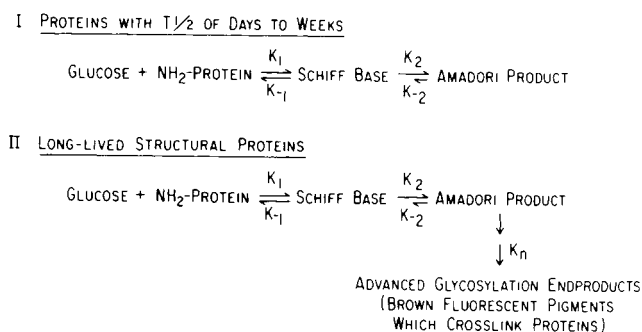 I PROTEINS WITH T1/2 OF DAYS TO WEEKS
K1 K2
GLUCOSE + NH2-PROTEIN ⇌ SCHIFF BASE ⇌ AMADORI PRODUCT
K-1 K-2
II LONG-LIVED STRUCTURAL PROTEINS
K1 K2
GLUCOSE + NH2-PROTEIN ⇌ SCHIFF BASE ⇌ AMADORI PRODUCT
K-1 K-2
↓
↓ Kn
ADVANCED GLYCOSYLATION ENDPRODUCTS
(BROWN FLUORESCENT PIGMENTS
WHICH CROSSLINK PROTEINS)